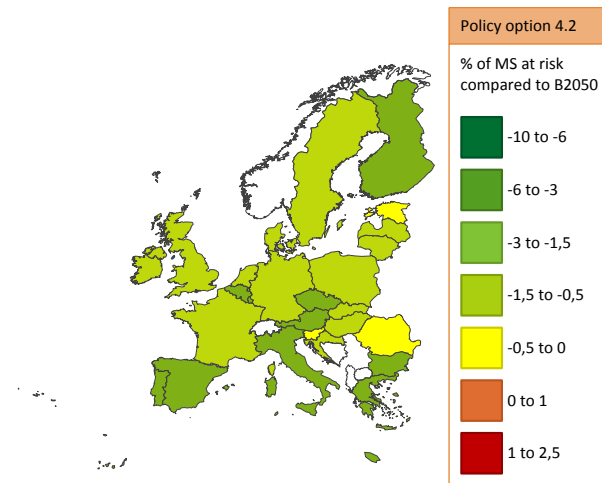 Policy option 4.2
% of MS at risk
compared to B2050
-10 to -6
-6 to -3
-3 to -1,5
-1,5 to -0,5
-0,5 to 0
0 to 1
1 to 2,5